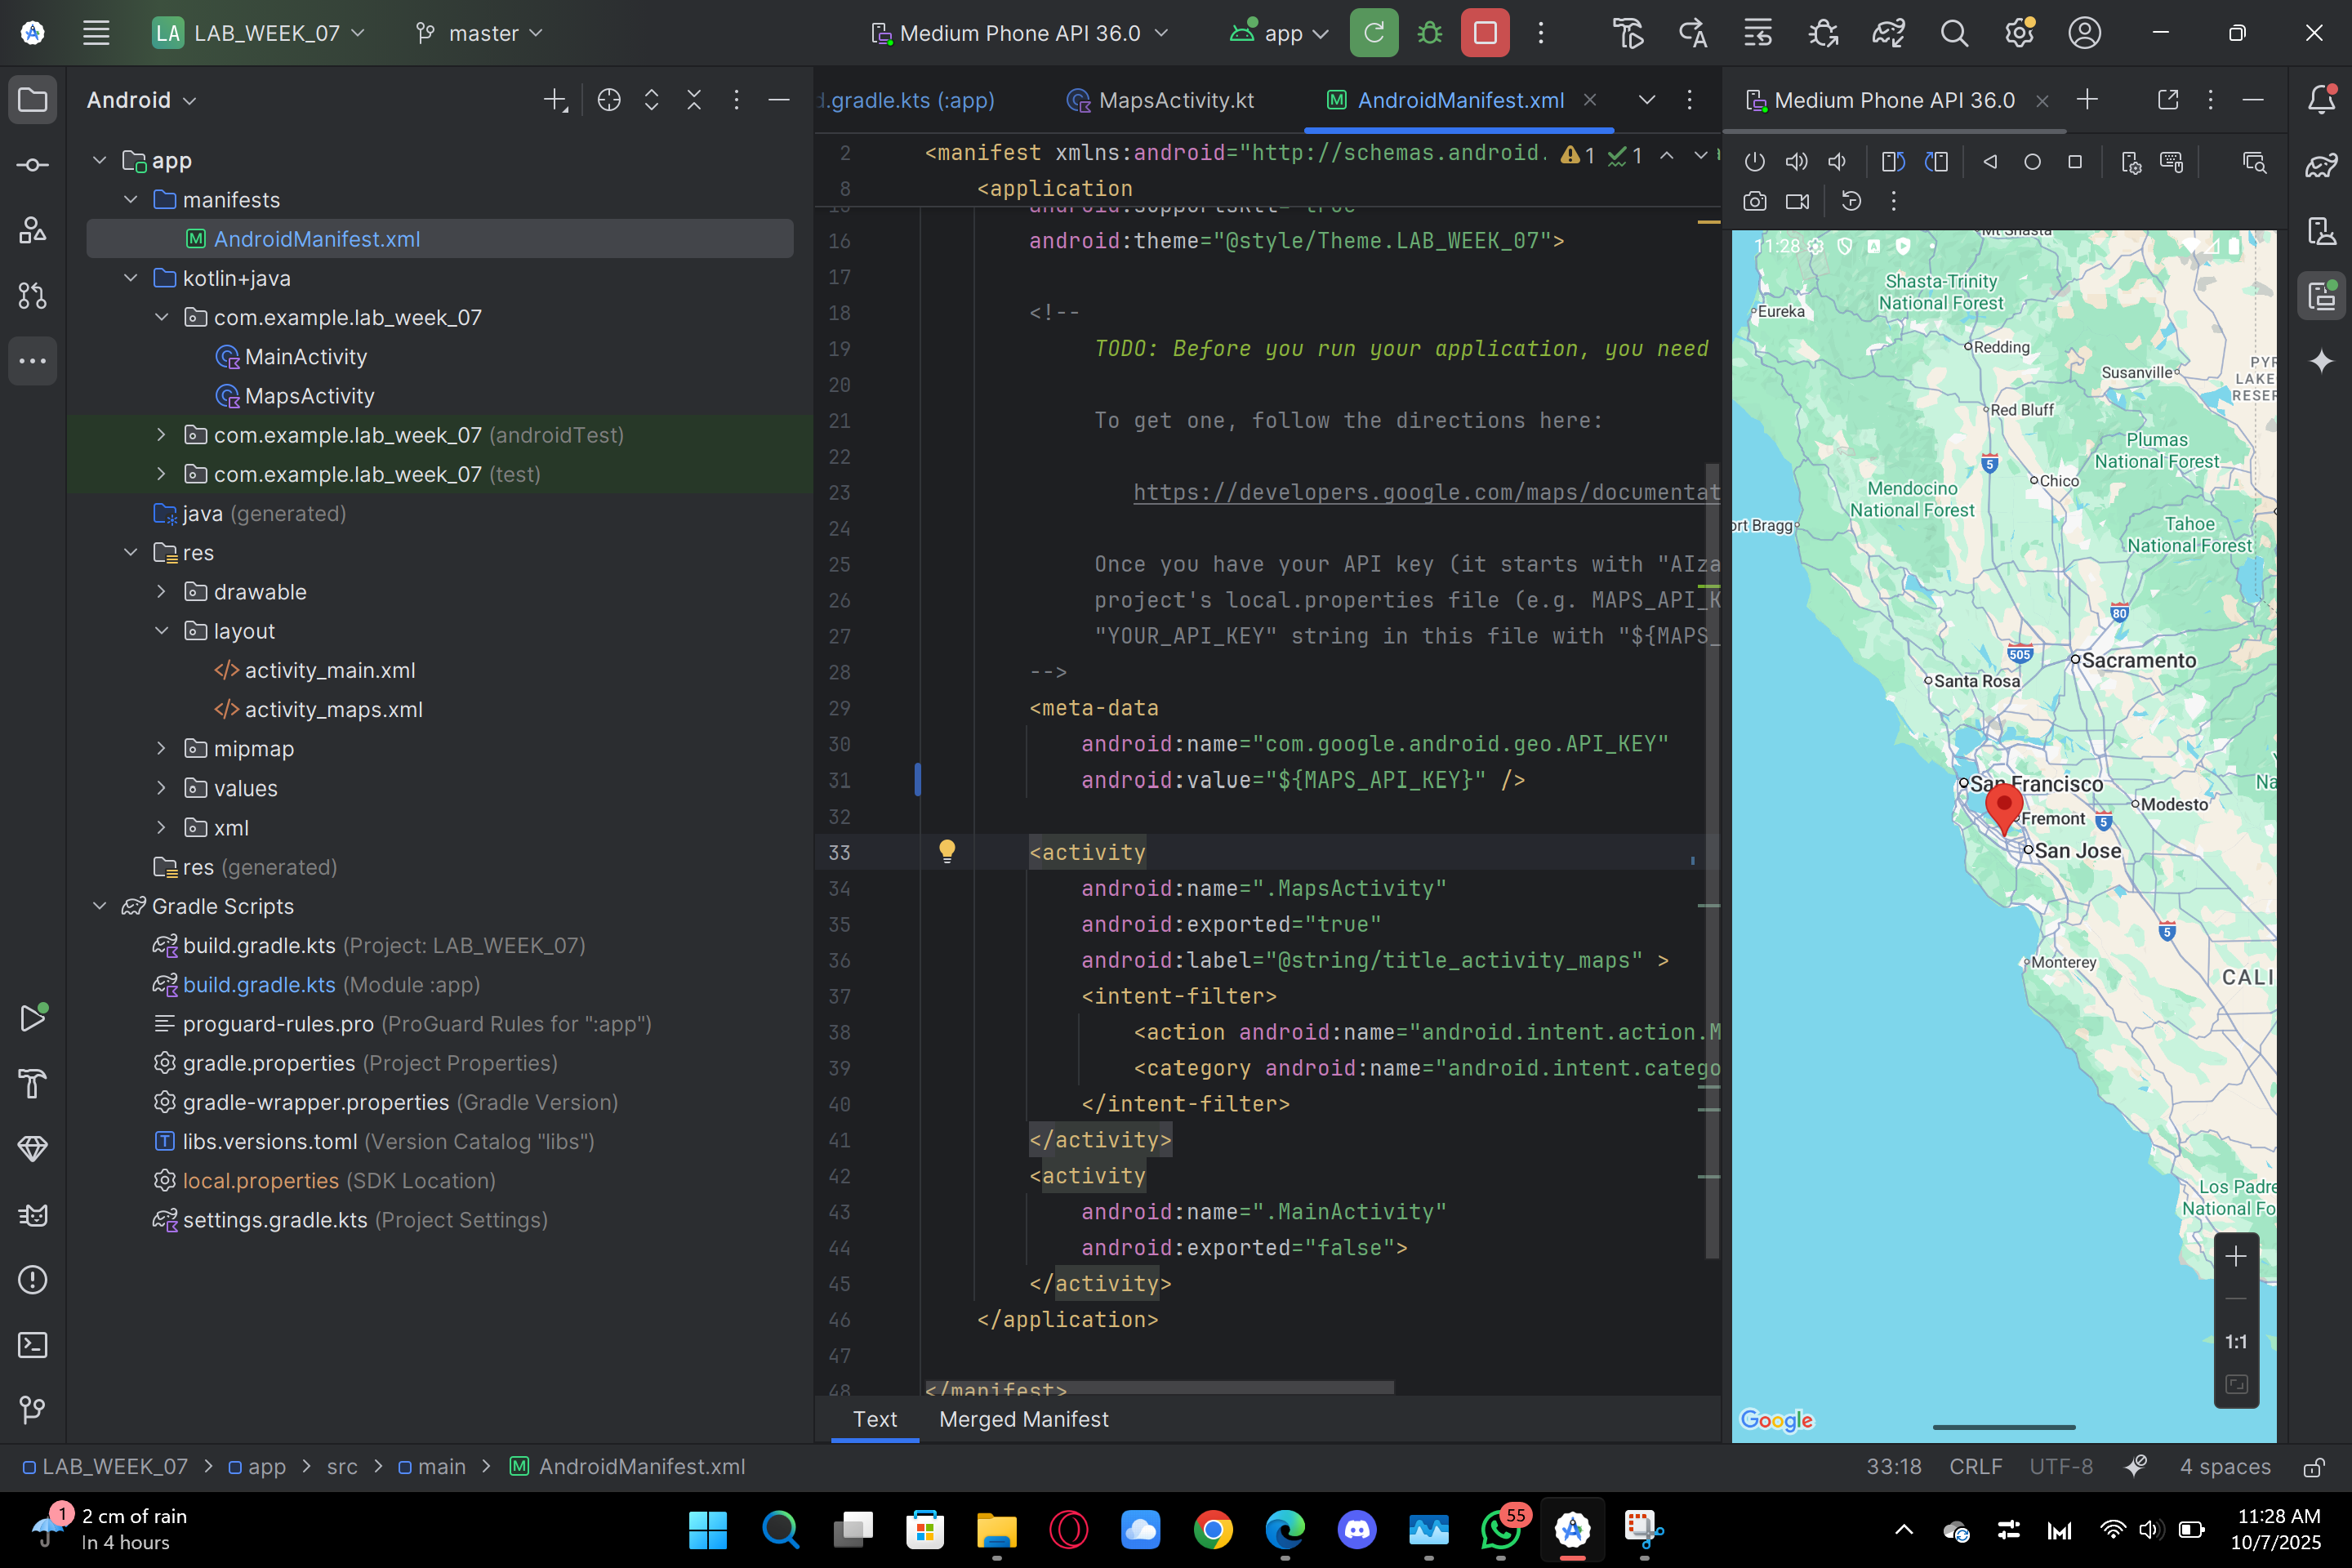 LA LAB_WEEK_07
master
Medium Phone API 36.0
app
Android
app
manifests
AndroidManifest.xml
kotlin+java
com.example.lab_week_07
MainActivity
MapsActivity
com.example.lab_week_07 (androidTest)
com.example.lab_week_07 (test)
java (generated)
res
drawable
layout
activity_main.xml
activity_maps.xml
mipmap
values
xml
res (generated)
Gradle Scripts
build.gradle.kts (Project: LAB_WEEK_07)
build.gradle.kts (Module :app)
proguard-rules.pro (ProGuard Rules for ":app")
gradle.properties (Project Properties)
gradle-wrapper.properties (Gradle Version)
libs.versions.toml (Version Catalog "libs")
local.properties (SDK Location)
settings.gradle.kts (Project Settings)
.gradle.kts (:app)
MapsActivity.kt
AndroidManifest.xml
2 <manifest xmlns:android="http://schemas.android.
1
1
8 <application
16 android:theme="@style/Theme.LAB_WEEK_07">
17
18 <!--
19 TODO: Before you run your application, you need
20
21 To get one, follow the directions here:
22
23 https://developers.google.com/maps/documentat
24
25 Once you have your API key (it starts with "AIza
26 project's local.properties file (e.g. MAPS_API_K
27 "YOUR_API_KEY" string in this file with "${MAPS_
28 -->
29 <meta-data
30 android:name="com.google.android.geo.API_KEY"
31 android:value="${MAPS_API_KEY}" />
32
33 <activity
34 android:name=".MapsActivity"
35 android:exported="true"
36 android:label="@string/title_activity_maps" >
37 <intent-filter>
38 <action android:name="android.intent.action.M
39 <category android:name="android.intent.catego
40 </intent-filter>
41 </activity>
42 <activity
43 android:name=".MainActivity"
44 android:exported="false">
45 </activity>
46 </application>
47
48 </manifest>
Text
Merged Manifest
Medium Phone API 36.0
11:28
Mt Shasta
Shasta-Trinity
National Forest
Eureka
Redding
Susanville
PYR
LAKE
RESER
Red Bluff
Plumas
National Forest
5
Chico
Mendocino
National Forest
ort Bragg
Tahoe
National Forest
80
505
Sacramento
Santa Rosa
San Francisco
Na
Modesto
Fremont
5
San Jose
5
Monterey
CALI
Los Padre
National Fo
1:1
Google
LAB_WEEK_07 > app > src > main > AndroidManifest.xml
33:18
CRLF
UTF-8
4 spaces
1
2 cm of rain
In 4 hours
55
11:28 AM
10/7/2025